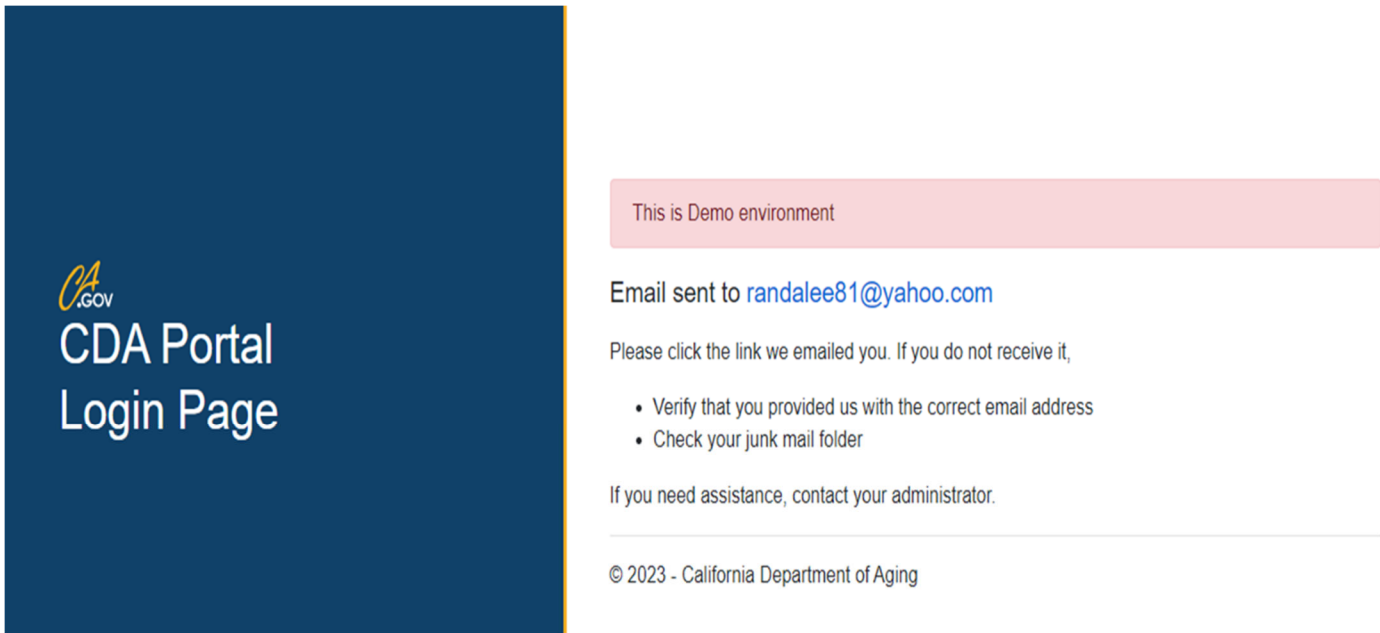 CA
.GOV
CDA Portal
Login Page
This is Demo environment
Email sent to randalee81@yahoo.com
Please click the link we emailed you. If you do not receive it,
• Verify that you provided us with the correct email address
• Check your junk mail folder
If you need assistance, contact your administrator.
© 2023 - California Department of Aging